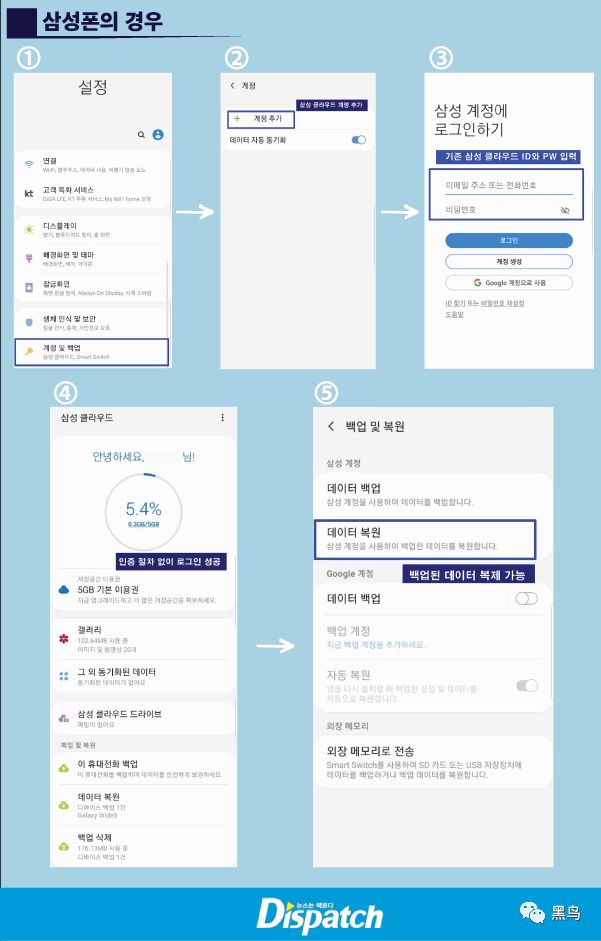 삼성폰의 경우
①
설정
연결
Wi-Fi, 블루투스, 데이터 사용, 비행기 탑승 모드
kt 고객 특화 서비스
GiGA LTE, KT 투폰 서비스, My WiFi home 설정
디스플레이
밝기, 블루라이트 필터, 홈 화면
배경화면 및 테마
배경화면, 테마, 아이콘
잠금화면
화면 잠금 방식, Always On Display, 시계 스타일
생체 인식 및 보안
얼굴 인식, 홍채, 개인정보 보호
계정 및 백업
삼성 클라우드, Smart Switch
②
계정
삼성 클라우드 계정 추가
+ 계정 추가
데이터 자동 동기화
③
삼성 계정에
로그인하기
기존 삼성 클라우드 ID와 PW 입력
이메일 주소 또는 전화번호
비밀번호
로그인
계정 생성
G Google 계정으로 사용
ID 찾기 또는 비밀번호 재설정
도움말
④
삼성 클라우드
안녕하세요, 님!
5.4%
0.3GB/5GB
인증 절차 없이 로그인 성공
저장공간 이용권
5GB 기본 이용권
지금 업그레이드하고 더 많은 저장공간을 확보하세요.
갤러리
102.64MB 사용 중
이미지 및 동영상 20개
그 외 동기화된 데이터
동기화된 데이터가 없어요
삼성 클라우드 드라이브
파일이 없어요
백업 및 복원
이 휴대전화 백업
이 휴대전화를 백업하여 데이터를 안전하게 보관하세요.
데이터 복원
디바이스 백업 1건
Galaxy Wide3
백업 삭제
176.13MB 사용 중
디바이스 백업 1건
⑤
백업 및 복원
삼성 계정
데이터 백업
삼성 계정을 사용하여 데이터를 백업합니다.
데이터 복원
삼성 계정을 사용하여 백업한 데이터를 복원합니다.
Google 계정
백업된 데이터 복제 가능
데이터 백업
백업 계정
지금 백업 계정을 추가하세요.
자동 복원
앱을 다시 설치할 때 백업된 설정 및 데이터를
자동으로 복원합니다.
외장 메모리
외장 메모리로 전송
Smart Switch를 사용하여 SD 카드 또는 USB 저장장치에
데이터를 백업하거나 백업 데이터를 복원합니다.
뉴스는 팩트다
Dispatch
黑鸟